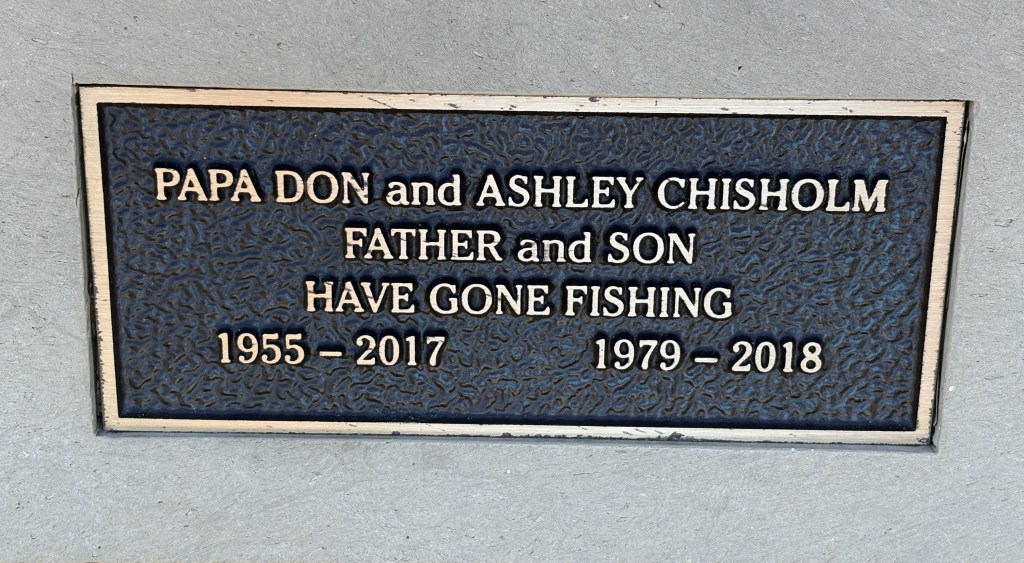 PAPA DON and ASHLEY CHISHOLM
FATHER and SON
HAVE GONE FISHING
1955 – 2017 1979 – 2018